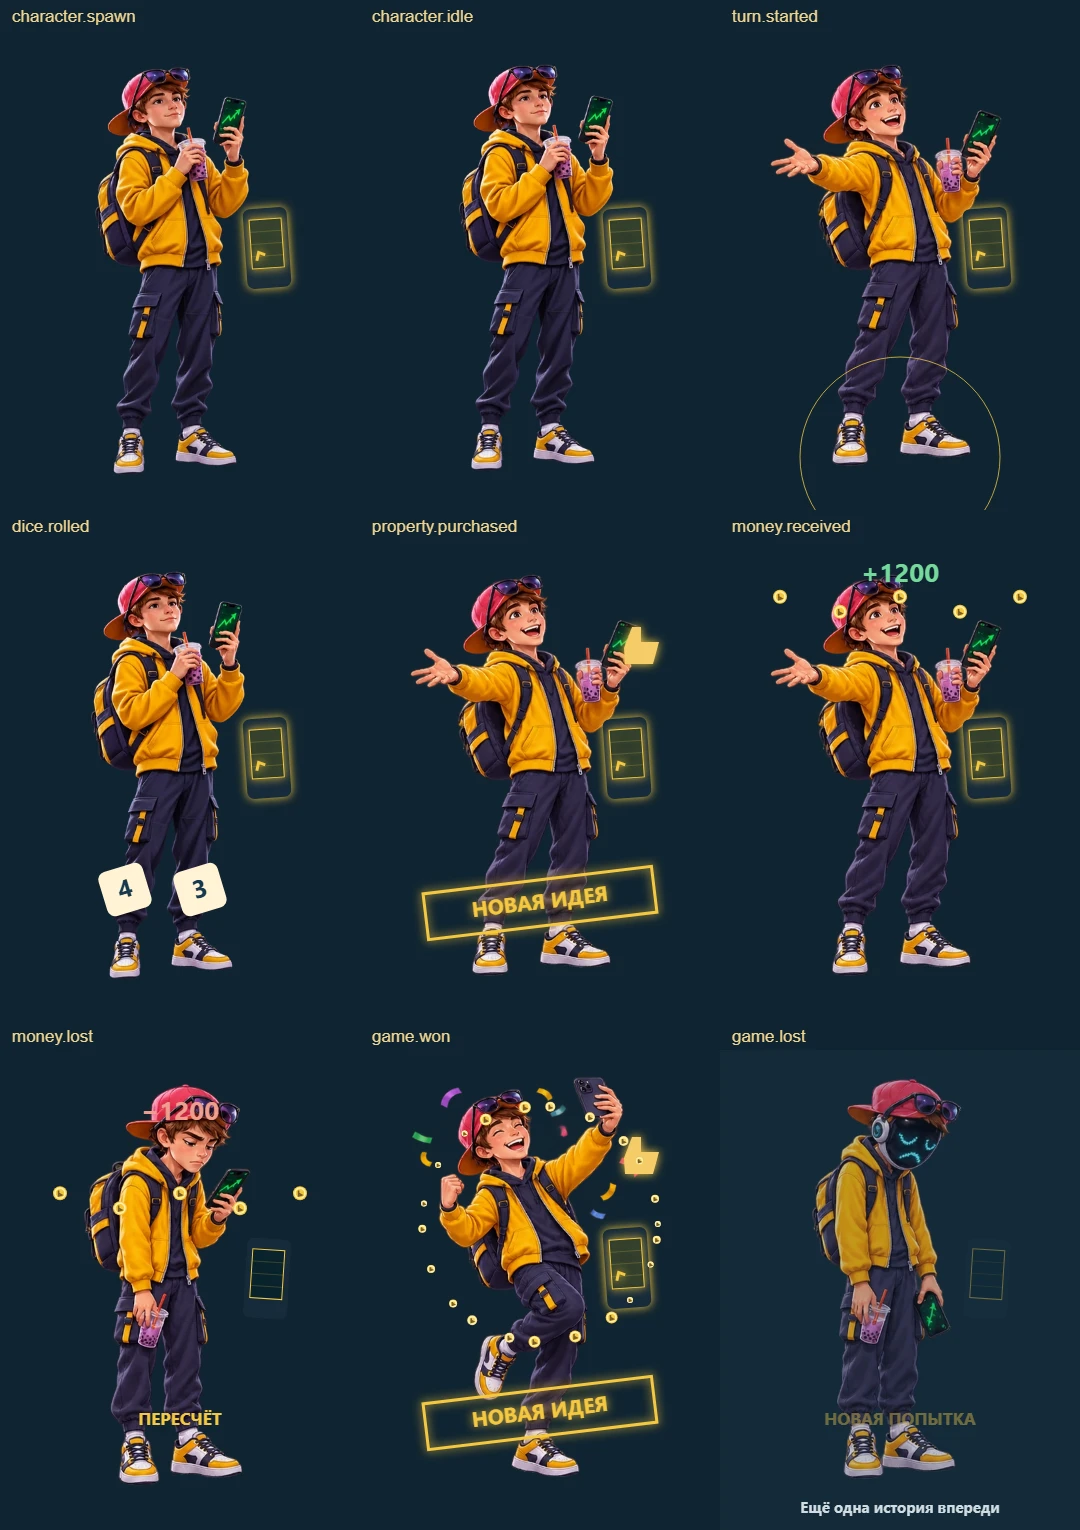 character.spawn
character.idle
turn.started
dice.rolled
property.purchased
money.received
+1200
4
3
НОВАЯ ИДЕЯ
money.lost
game.won
game.lost
-1200
ПЕРЕСЧЁТ
НОВАЯ ИДЕЯ
НОВАЯ ПОПЫТКА
Ещё одна история впереди